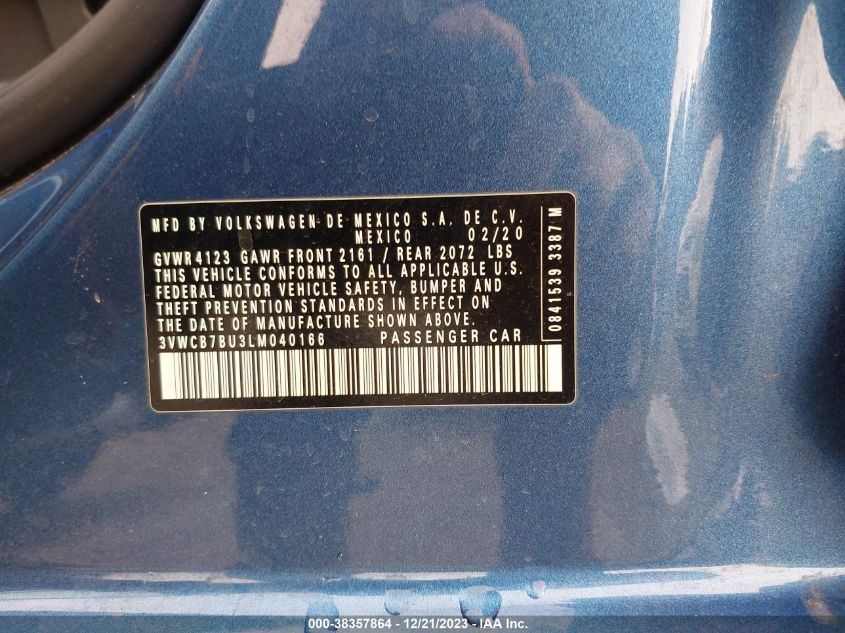 MFD BY VOLKSWAGEN DE MEXICO S.A. DE C.V.
MEXICO 02/20
GVWR 4123 GAWR FRONT 2161 / REAR 2072 LBS
THIS VEHICLE CONFORMS TO ALL APPLICABLE U.S.
FEDERAL MOTOR VEHICLE SAFETY, BUMPER AND
THEFT PREVENTION STANDARDS IN EFFECT ON
THE DATE OF MANUFACTURE SHOWN ABOVE.
3VWCB7BU3LM040166 PASSENGER CAR
0841539 3387 M
000-38357864 - 12/21/2023 - IAA Inc.